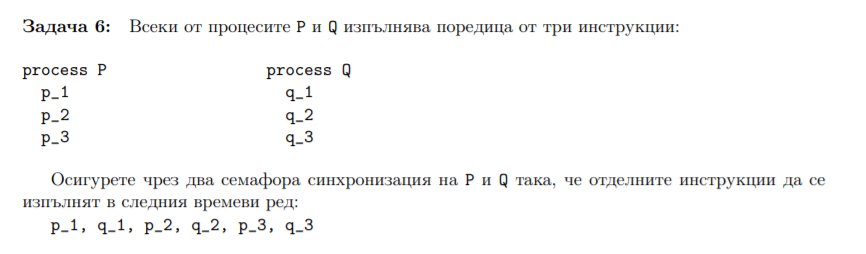 Задача 6: Всеки от процесите P и Q изпълнява поредица от три инструкции:
process P process Q
p_1 q_1
p_2 q_2
p_3 q_3
Осигурете чрез два семафора синхронизация на P и Q така, че отделните инструкции да се
изпълнят в следния времеви ред:
p_1, q_1, p_2, q_2, p_3, q_3